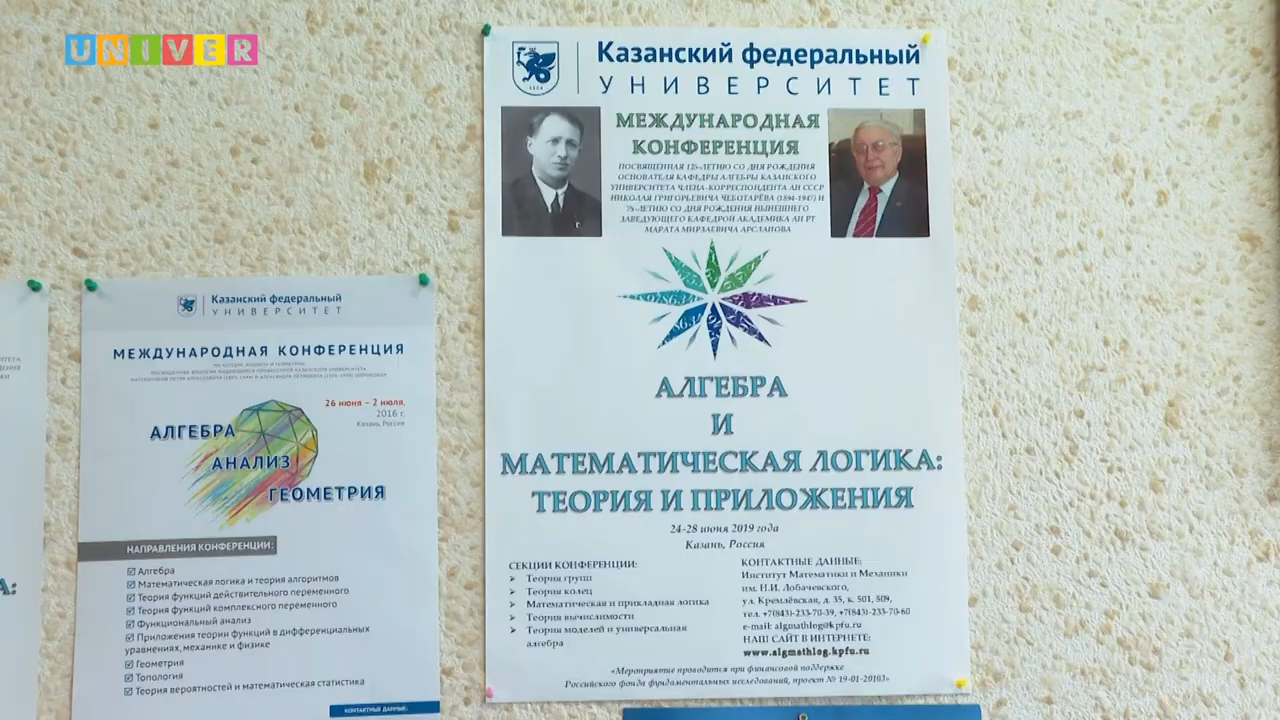 UNIVER
Казанский федеральный
УНИВЕРСИТЕТ
МЕЖДУНАРОДНАЯ
КОНФЕРЕНЦИЯ
ПОСВЯЩЕННАЯ 125-ЛЕТИЮ СО ДНЯ РОЖДЕНИЯ
ОСНОВАТЕЛЯ КАФЕДРЫ АЛГЕБРЫ КАЗАНСКОГО
УНИВЕРСИТЕТА ЧЛЕНА-КОРРЕСПОНДЕНТА АН СССР
НИКОЛАЯ ГРИГОРЬЕВИЧА ЧЕБОТАРЁВА (1894-1947) И
75-ЛЕТИЮ СО ДНЯ РОЖДЕНИЯ НЫНЕШНЕГО
ЗАВЕДУЮЩЕГО КАФЕДРОЙ АКАДЕМИКА АН РТ
МАРАТА МИРЗАЕВИЧА АРСЛАНОВА
АЛГЕБРА
И
МАТЕМАТИЧЕСКАЯ ЛОГИКА:
ТЕОРИЯ И ПРИЛОЖЕНИЯ
24-28 июня 2019 года
Казань, Россия
СЕКЦИИ КОНФЕРЕНЦИИ:
Теория групп
Теория колец
Математическая и прикладная логика
Теория вычислимости
Теория моделей и универсальная
алгебра
КОНТАКТНЫЕ ДАННЫЕ:
Институт Математики и Механики
им. Н.И. Лобачевского,
ул. Кремлёвская, д. 35, к. 501, 509,
тел. +7(843)-233-70-39, +7(843)-233-70-60
e-mail: algmathlog@kpfu.ru
НАШ САЙТ В ИНТЕРНЕТЕ:
www.algmathlog.kpfu.ru
«Мероприятие проводится при финансовой поддержке
Российского фонда фундаментальных исследований, проект № 19-01-20103»
Казанский федеральный
УНИВЕРСИТЕТ
МЕЖДУНАРОДНАЯ КОНФЕРЕНЦИЯ
26 июня – 2 июля,
2016 г.
Казань, Россия
АЛГЕБРА
АНАЛИЗ
ГЕОМЕТРИЯ
НАПРАВЛЕНИЯ КОНФЕРЕНЦИИ:
Алгебра
Математическая логика и теория алгоритмов
Теория функций действительного переменного
Теория функций комплексного переменного
Функциональный анализ
Приложения теории функций в дифференциальных
уравнениях, механике и физике
Геометрия
Топология
Теория вероятностей и математическая статистика
КОНТАКТНЫЕ ДАННЫЕ: